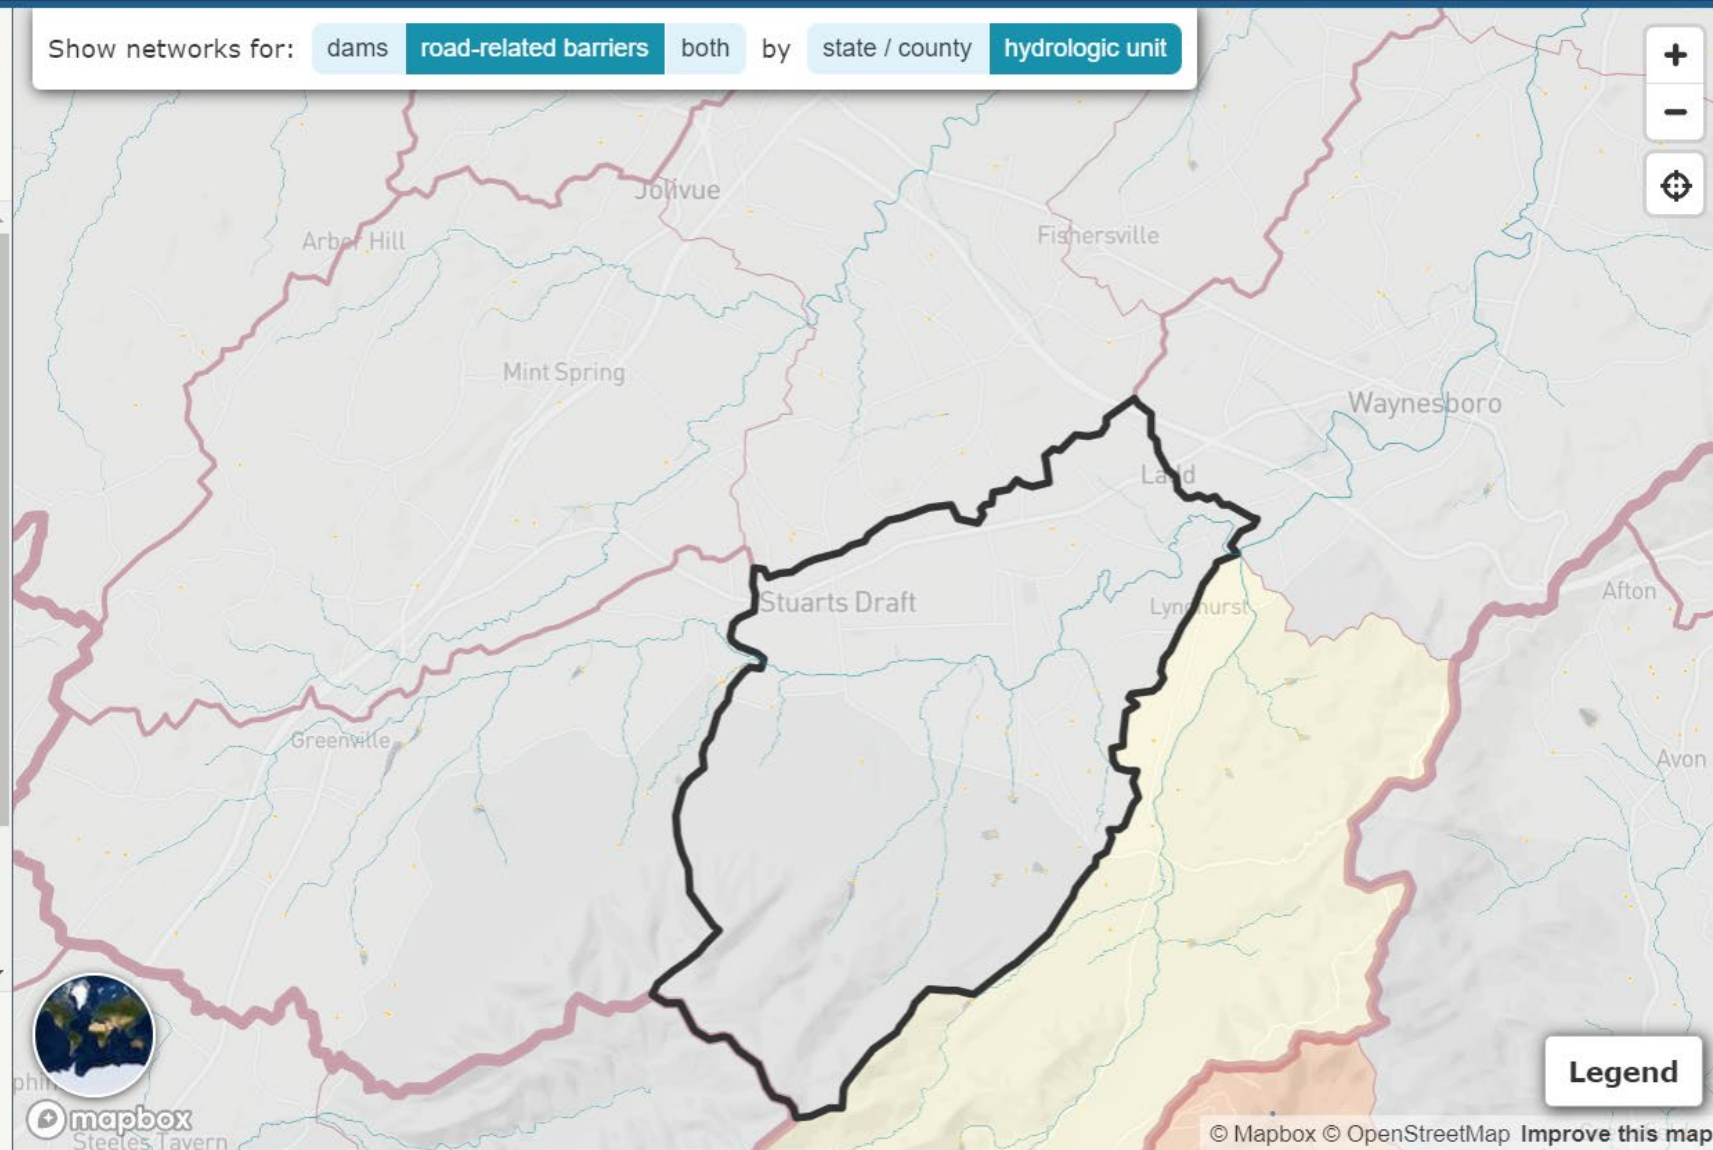 Show networks for: dams road-related barriers both by state / county hydrologic unit
Jolivue
Arbor Hill
Fishersville
Mint Spring
Waynesboro
Ladd
Stuarts Draft
Lyndhurst
Afton
Greenville
Avon
Legend
mapbox
Steeles Tavern
© Mapbox © OpenStreetMap Improve this map